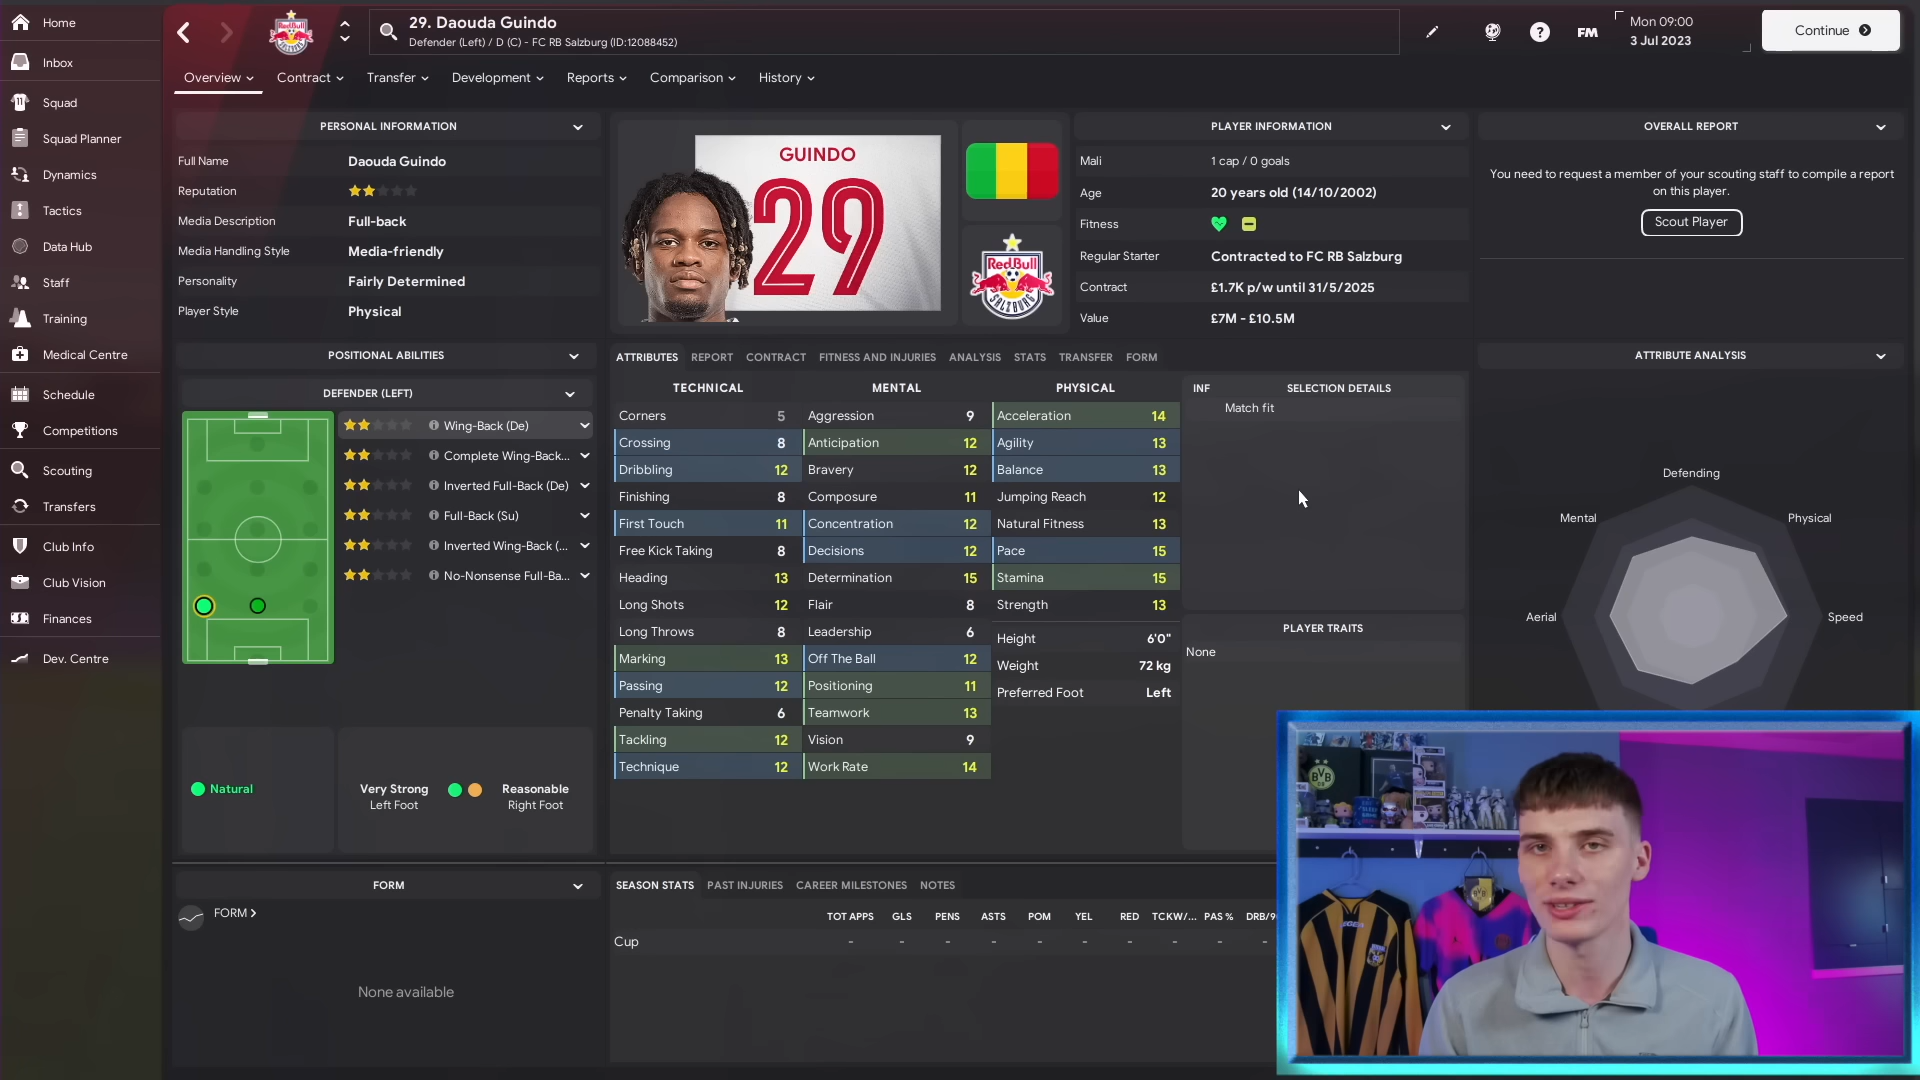 Home
Inbox
Squad
Squad Planner
Dynamics
Tactics
Data Hub
Staff
Training
Medical Centre
Schedule
Competitions
Scouting
Transfers
Club Info
Club Vision
Finances
Dev. Centre
29. Daouda Guindo
Defender (Left) / D (C) - FC RB Salzburg (ID:12088452)
FM
Mon 09:00
3 Jul 2023
Continue
Overview Contract Transfer Development Reports Comparison History
PERSONAL INFORMATION
Full Name Daouda Guindo
Reputation
Media Description Full-back
Media Handling Style Media-friendly
Personality Fairly Determined
Player Style Physical
GUINDO
29
Red Bull
SALZBURG
PLAYER INFORMATION
Mali 1 cap / 0 goals
Age 20 years old (14/10/2002)
Fitness
Regular Starter Contracted to FC RB Salzburg
Contract £1.7K p/w until 31/5/2025
Value £7M - £10.5M
OVERALL REPORT
You need to request a member of your scouting staff to compile a report
on this player.
Scout Player
POSITIONAL ABILITIES
DEFENDER (LEFT)
Wing-Back (De)
Complete Wing-Back...
Inverted Full-Back (De)
Full-Back (Su)
Inverted Wing-Back (...
No-Nonsense Full-Ba...
Natural
Very Strong
Left Foot
Reasonable
Right Foot
ATTRIBUTES REPORT CONTRACT FITNESS AND INJURIES ANALYSIS STATS TRANSFER FORM
TECHNICAL MENTAL PHYSICAL
Corners 5 Aggression 9 Acceleration 14
Crossing 8 Anticipation 12 Agility 13
Dribbling 12 Bravery 12 Balance 13
Finishing 8 Composure 11 Jumping Reach 12
First Touch 11 Concentration 12 Natural Fitness 13
Free Kick Taking 8 Decisions 12 Pace 15
Heading 13 Determination 15 Stamina 15
Long Shots 12 Flair 8 Strength 13
Long Throws 8 Leadership 6 Height 6'0"
Marking 13 Off The Ball 12 Weight 72 kg
Passing 12 Positioning 11 Preferred Foot Left
Penalty Taking 6 Teamwork 13
Tackling 12 Vision 9
Technique 12 Work Rate 14
INF SELECTION DETAILS
Match fit
PLAYER TRAITS
None
ATTRIBUTE ANALYSIS
Defending
Mental Physical
Aerial Speed
FORM
FORM
None available
SEASON STATS PAST INJURIES CAREER MILESTONES NOTES
TOT APPS GLS PENS ASTS POM YEL RED TCKW/... PAS % DRB/9
Cup - - - - - - - - - -
BVB
09